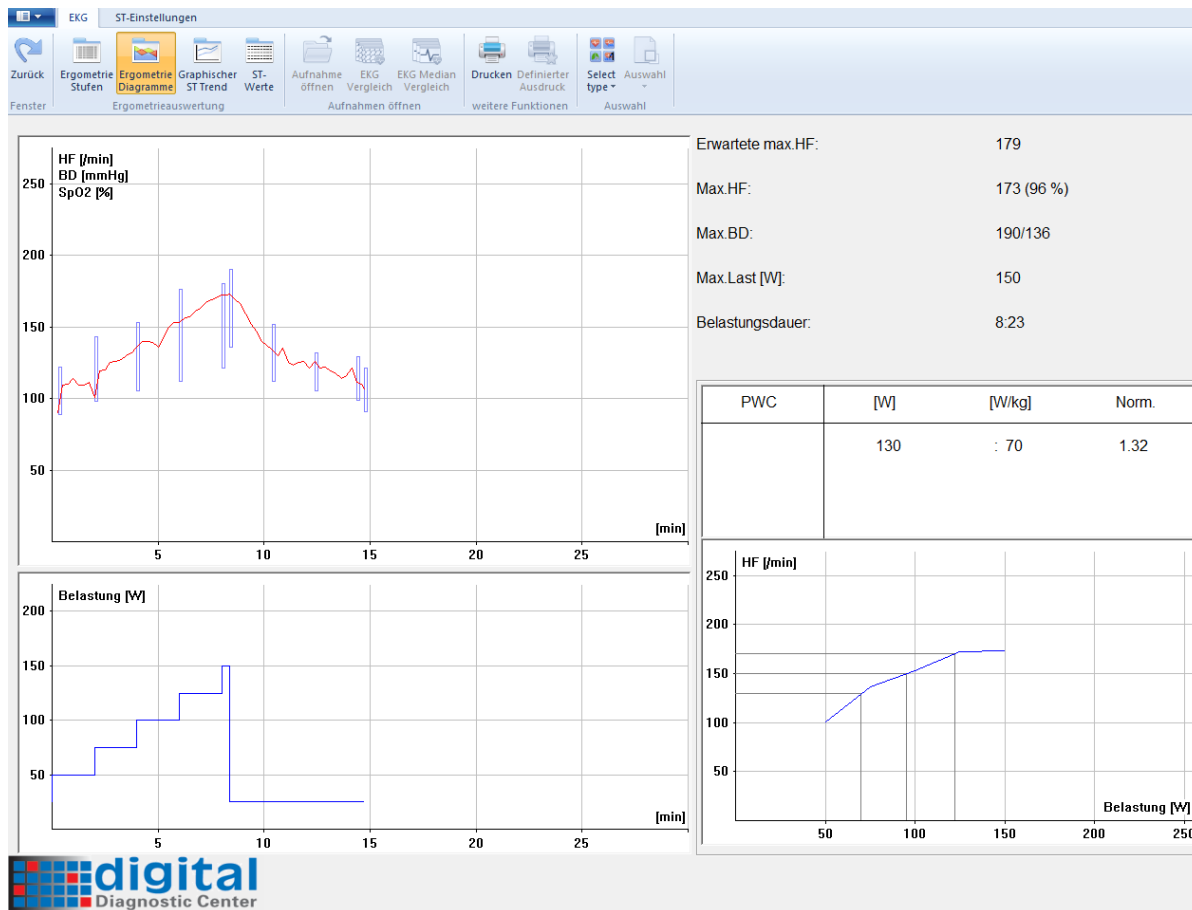 EKG ST-Einstellungen
Zurück
Ergometrie Stufen
Ergometrie Diagramme
Graphischer ST Trend
ST-Werte
Aufnahme öffnen
EKG Vergleich
EKG Median Vergleich
Drucken
Definierter Ausdruck
Select type
Auswahl
Fenster Ergometrieauswertung Aufnahmen öffnen weitere Funktionen Auswahl
HF [/min]
BD [mmHg]
SpO2 [%]
250
200
150
100
50
[min]
5 10 15 20 25
Belastung [W]
200
150
100
50
[min]
5 10 15 20 25
Erwartete max.HF: 179
Max.HF: 173 (96 %)
Max.BD: 190/136
Max.Last [W]: 150
Belastungsdauer: 8:23
PWC [W] [W/kg] Norm.
130 : 70 1.32
HF [/min]
250
200
150
100
50
Belastung [W]
50 100 150 200 250
digital
Diagnostic Center